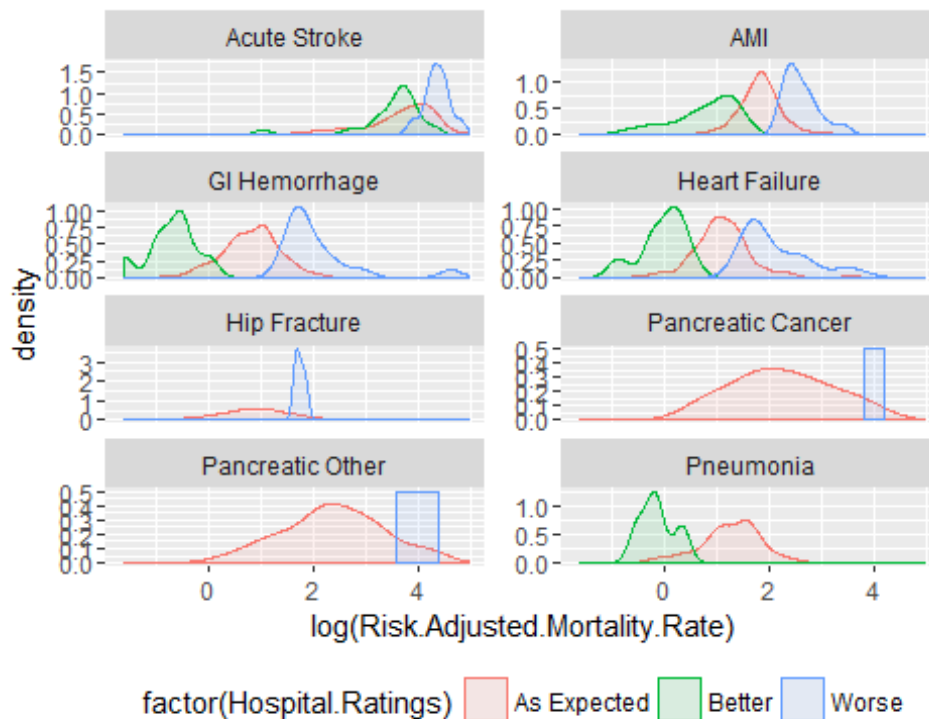 Acute Stroke
AMI
1.5
1.0
0.5
0.0
1.0
0.5
0.0
GI Hemorrhage
Heart Failure
1.00
0.75
0.50
0.25
0.00
1.00
0.75
0.50
0.25
0.00
Hip Fracture
Pancreatic Cancer
3
2
1
0
0.5
0.4
0.3
0.2
0.1
0.0
Pancreatic Other
Pneumonia
0.5
0.4
0.3
0.2
0.1
0.0
1.0
0.5
0.0
density
0 2 4
0 2 4
log(Risk.Adjusted.Mortality.Rate)
factor(Hospital.Ratings) As Expected Better Worse